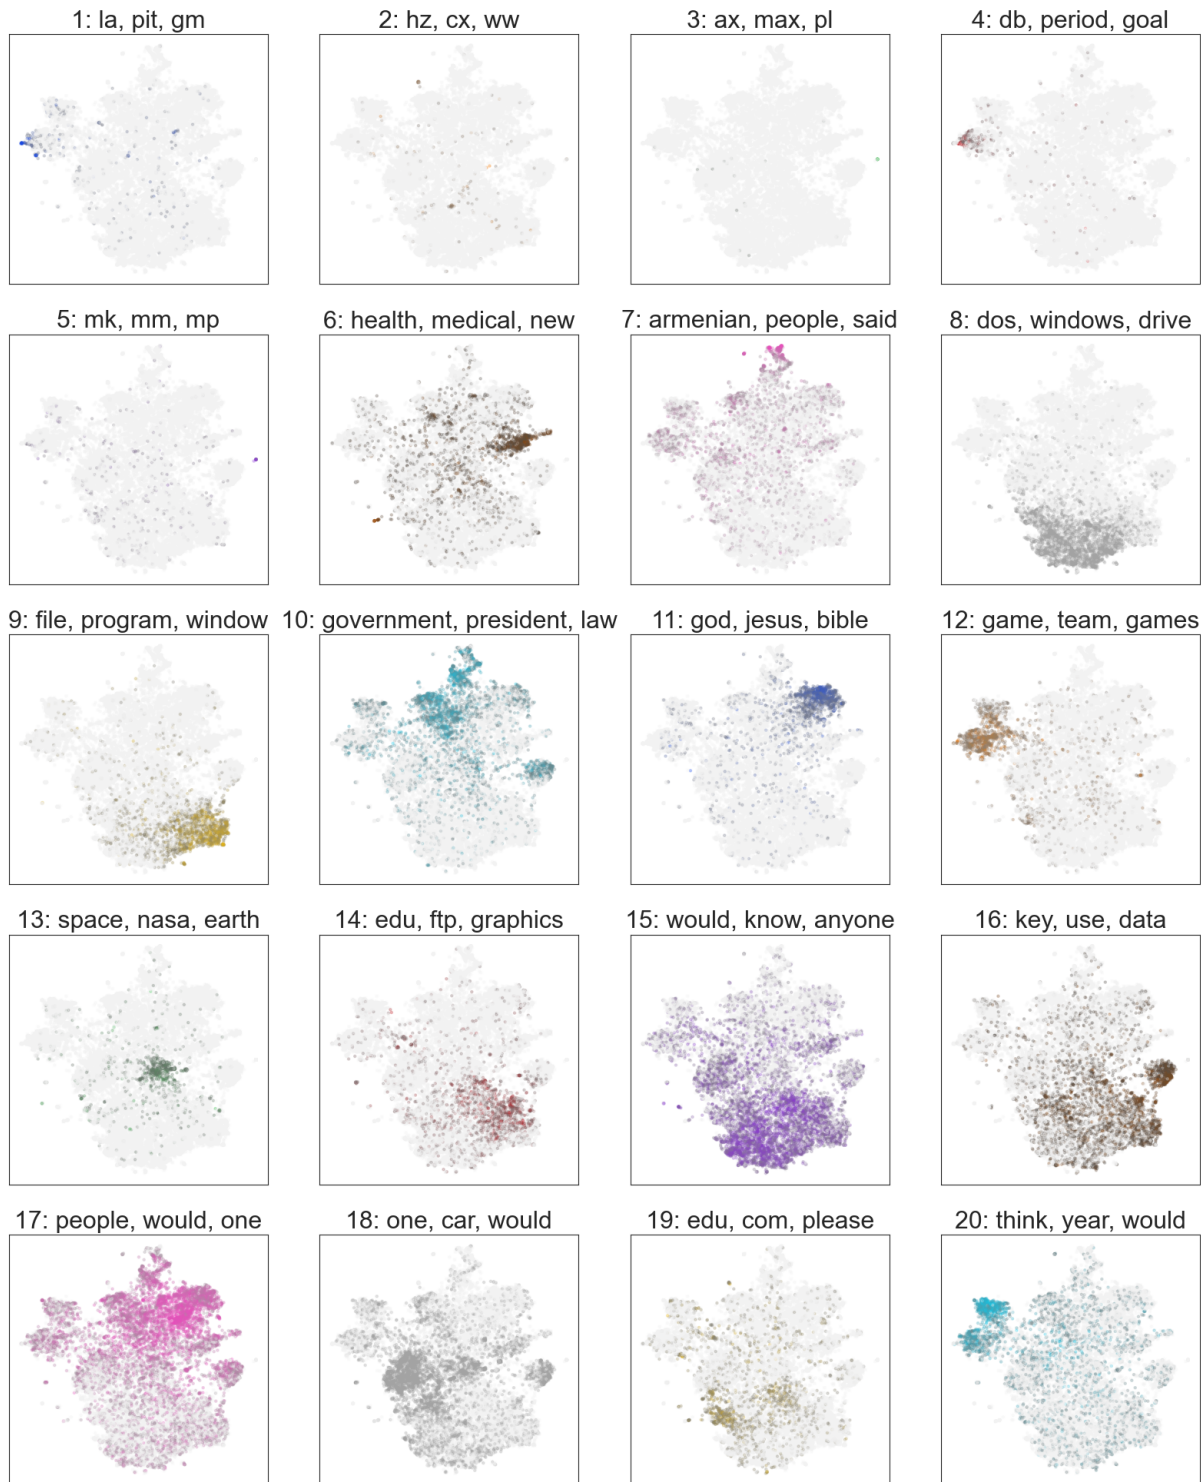 1: la, pit, gm
2: hz, cx, ww
3: ax, max, pl
4: db, period, goal
5: mk, mm, mp
6: health, medical, new
7: armenian, people, said
8: dos, windows, drive
9: file, program, window
10: government, president, law
11: god, jesus, bible
12: game, team, games
13: space, nasa, earth
14: edu, ftp, graphics
15: would, know, anyone
16: key, use, data
17: people, would, one
18: one, car, would
19: edu, com, please
20: think, year, would